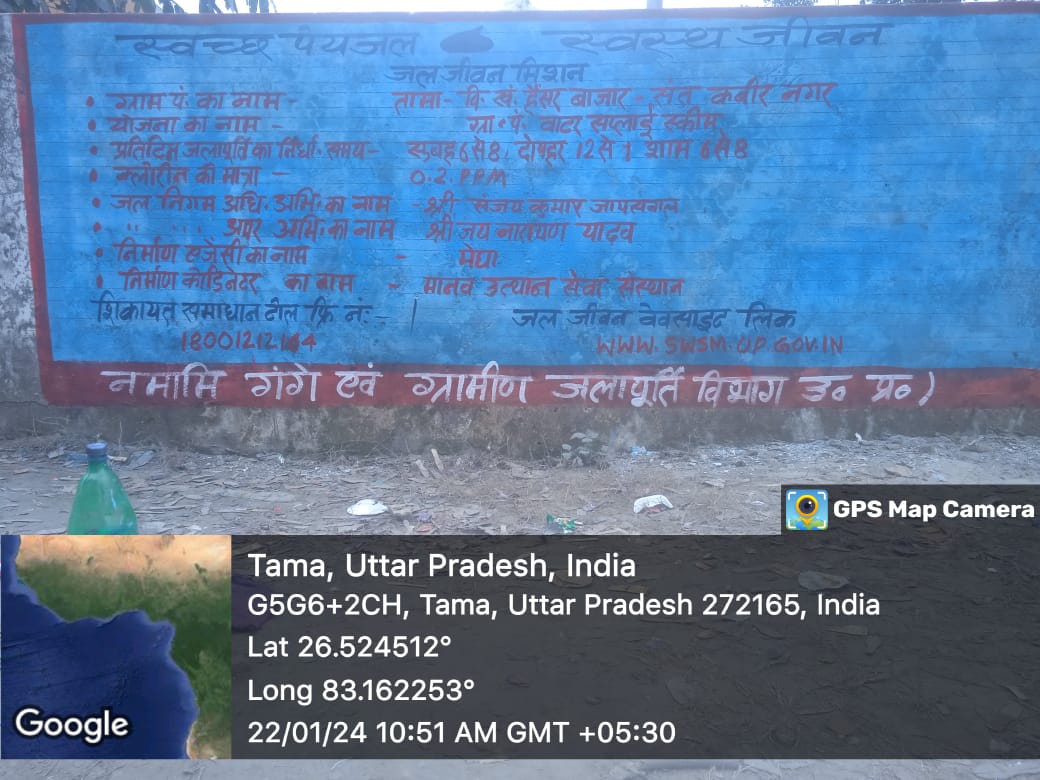 स्वच्छ पेयजल स्वस्थ जीवन
जल जीवन मिशन
• ग्राम पं. का नाम - तामा - वि. खं. हैंसर बाजार - संत कबीर नगर
• योजना का नाम - ग्रा. पं. वाटर सप्लाई स्कीम
• प्रतिदिन जलापूर्ति का निर्धा. समय - सुबह 6 से 8, दोपहर 12 से 1 शाम 6 से 8
• क्लोरीन की मात्रा - 0.2. P.P.M
• जल निगम अधि. अभि. का नाम - श्री संजय कुमार जायसवाल
• " " " अपर अभि. का नाम श्री जय नारायण यादव
• निर्माण एजेंसी का नाम - मेघा
• निर्माण कोर्डिनेटर का नाम - मानव उत्थान सेवा संस्थान
शिकायत समाधान टोल फ्रि नं:-
18001212164
जल जीवन वेवसाइट लिंक
WWW.SWSM.UP.GOV.IN
नमामि गंगे एवं ग्रामीण जलापूर्ति विभाग उ० प्र०)
GPS Map Camera
Tama, Uttar Pradesh, India
G5G6+2CH, Tama, Uttar Pradesh 272165, India
Lat 26.524512°
Long 83.162253°
22/01/24 10:51 AM GMT +05:30
Google